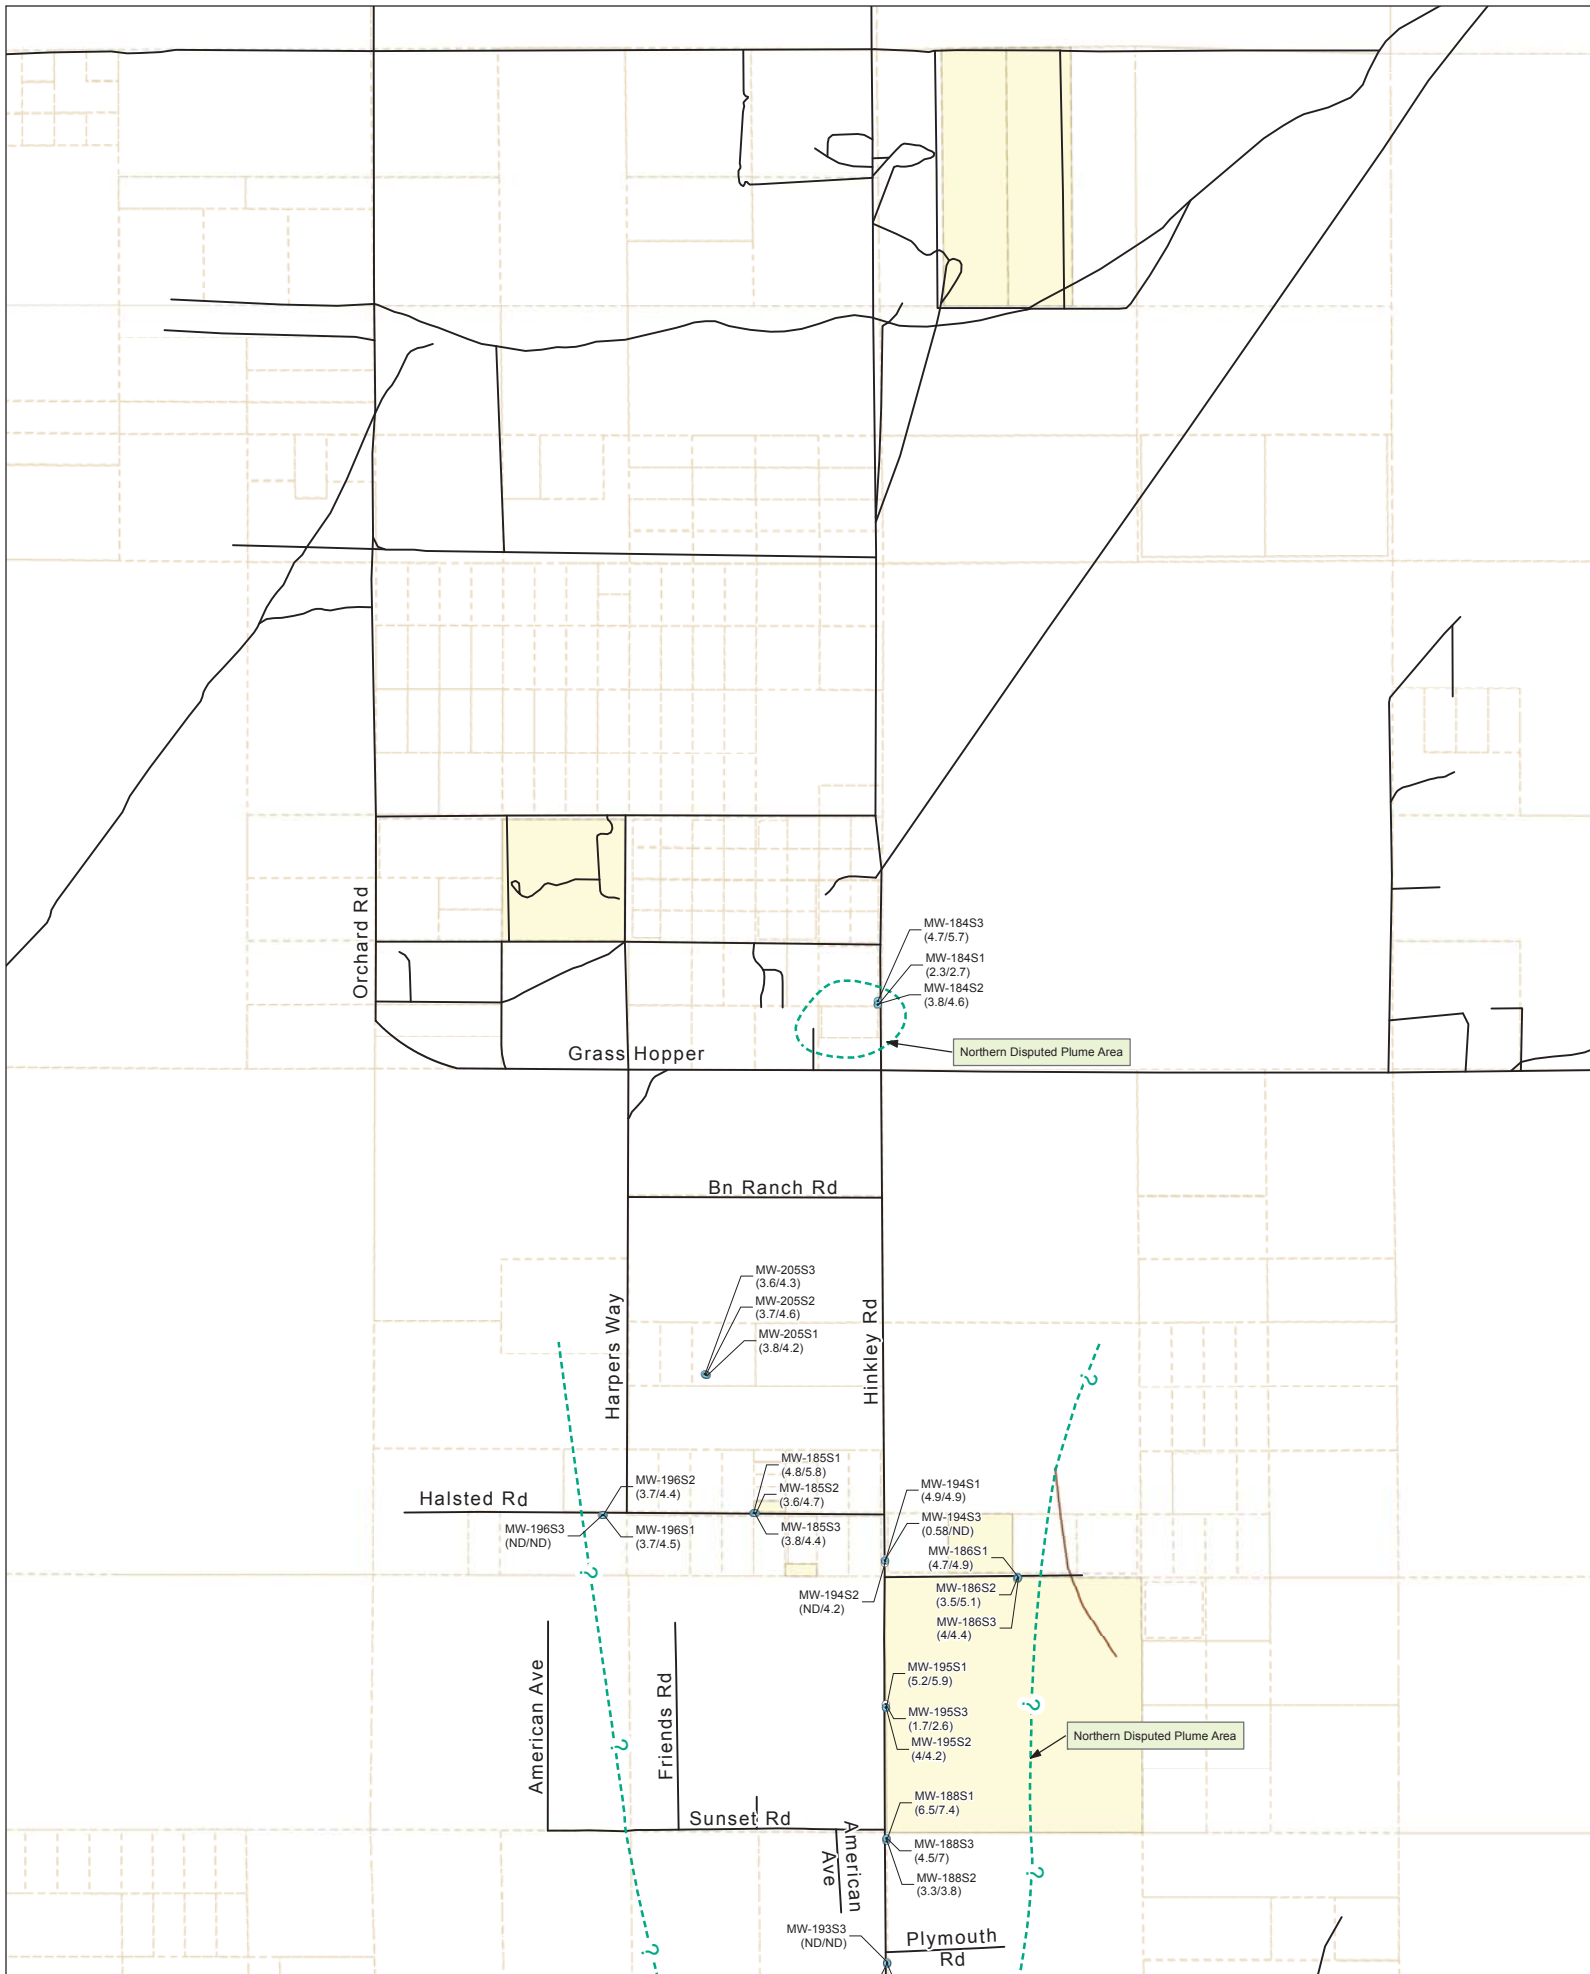 MW-184S3
(4.7/5.7)
MW-184S1
(2.3/2.7)
MW-184S2
(3.8/4.6)
Orchard Rd
Grass Hopper
Northern Disputed Plume Area
Bn Ranch Rd
MW-205S3
(3.6/4.3)
MW-205S2
(3.7/4.6)
MW-205S1
(3.8/4.2)
Harpers Way
Hinkley Rd
?
MW-185S1
(4.8/5.8)
MW-196S2
(3.7/4.4)
MW-185S2
(3.6/4.7)
MW-194S1
(4.9/4.9)
Halsted Rd
MW-196S3
(ND/ND)
MW-196S1
(3.7/4.5)
MW-185S3
(3.8/4.4)
MW-194S3
(0.58/ND)
MW-186S1
(4.7/4.9)
?
MW-194S2
(ND/4.2)
MW-186S2
(3.5/5.1)
MW-186S3
(4/4.4)
American Ave
Friends Rd
MW-195S1
(5.2/5.9)
?
MW-195S3
(1.7/2.6)
MW-195S2
(4/4.2)
?
Northern Disputed Plume Area
MW-188S1
(6.5/7.4)
Sunset Rd
American
Ave
MW-188S3
(4.5/7)
MW-188S2
(3.3/3.8)
?
MW-193S3
(ND/ND)
Plymouth
Rd
?